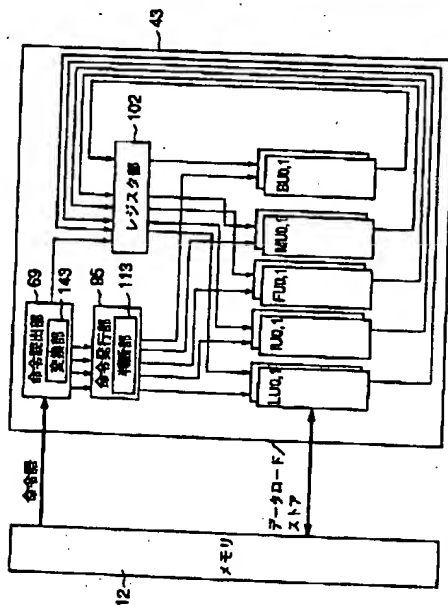 43
102
レジスタ部
69
命令読出部
143
変換部
85
命令発行部
113
判断部
BU0,1
MU0,1
FU0,1
IU0,1
LU0,1
命令語
データロード/
ストア
メモリ
12